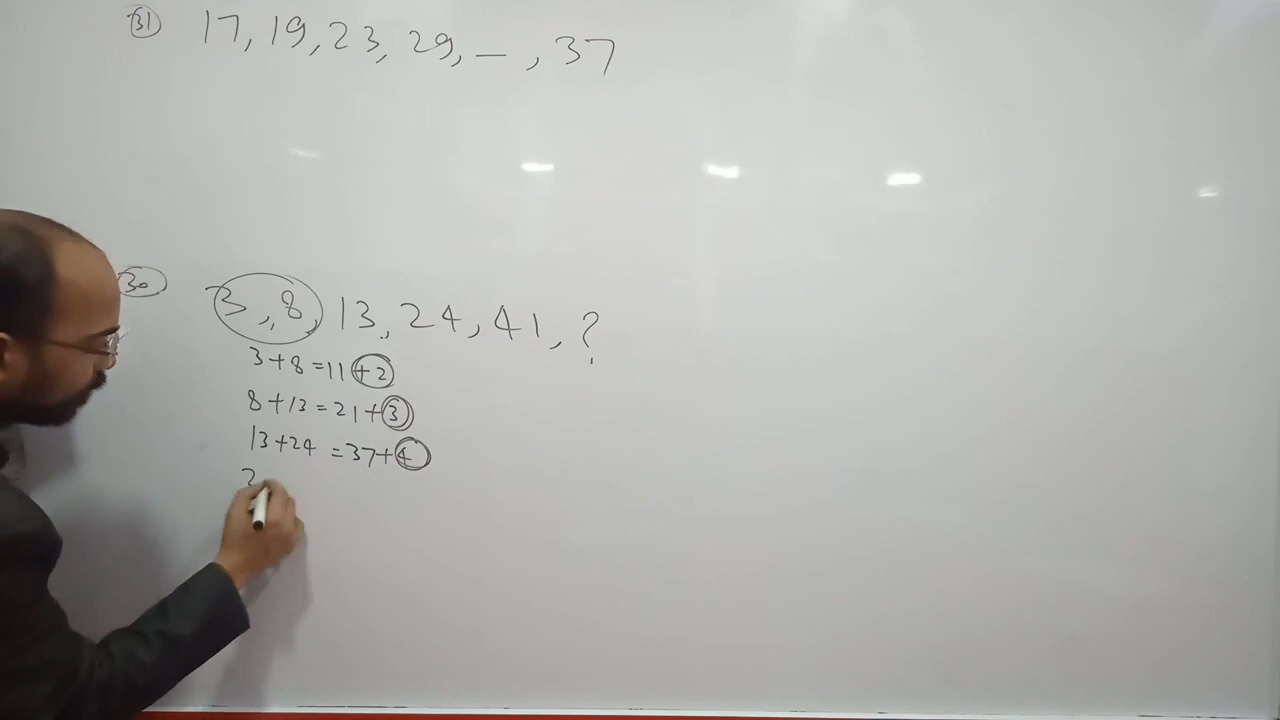 31 17, 19, 23, 29, _ , 37
30 3, 8, 13, 24, 41, ?
3+8=11+2
8+13=21+3
13+24=37+4
2